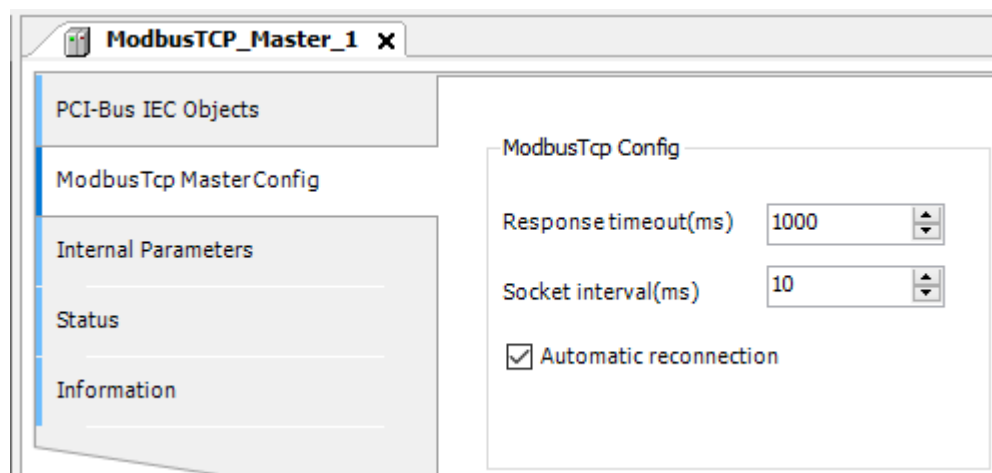 ModbusTCP_Master_1
PCI-Bus IEC Objects
ModbusTcp MasterConfig
Internal Parameters
Status
Information
ModbusTcp Config
Response timeout(ms) 1000
Socket interval(ms) 10
Automatic reconnection